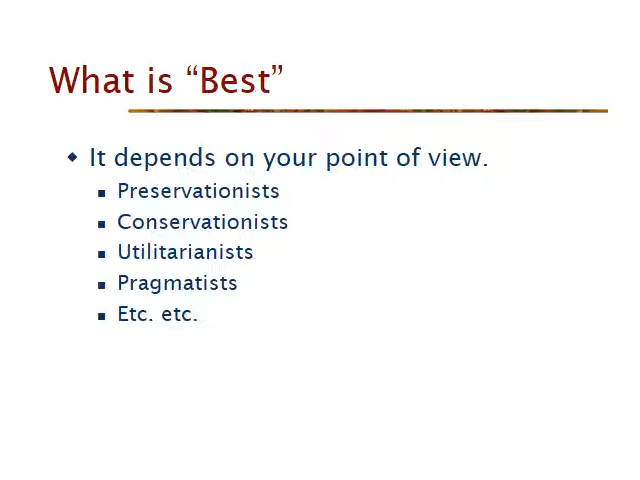 What is “Best”
It depends on your point of view.
Preservationists
Conservationists
Utilitarianists
Pragmatists
Etc. etc.